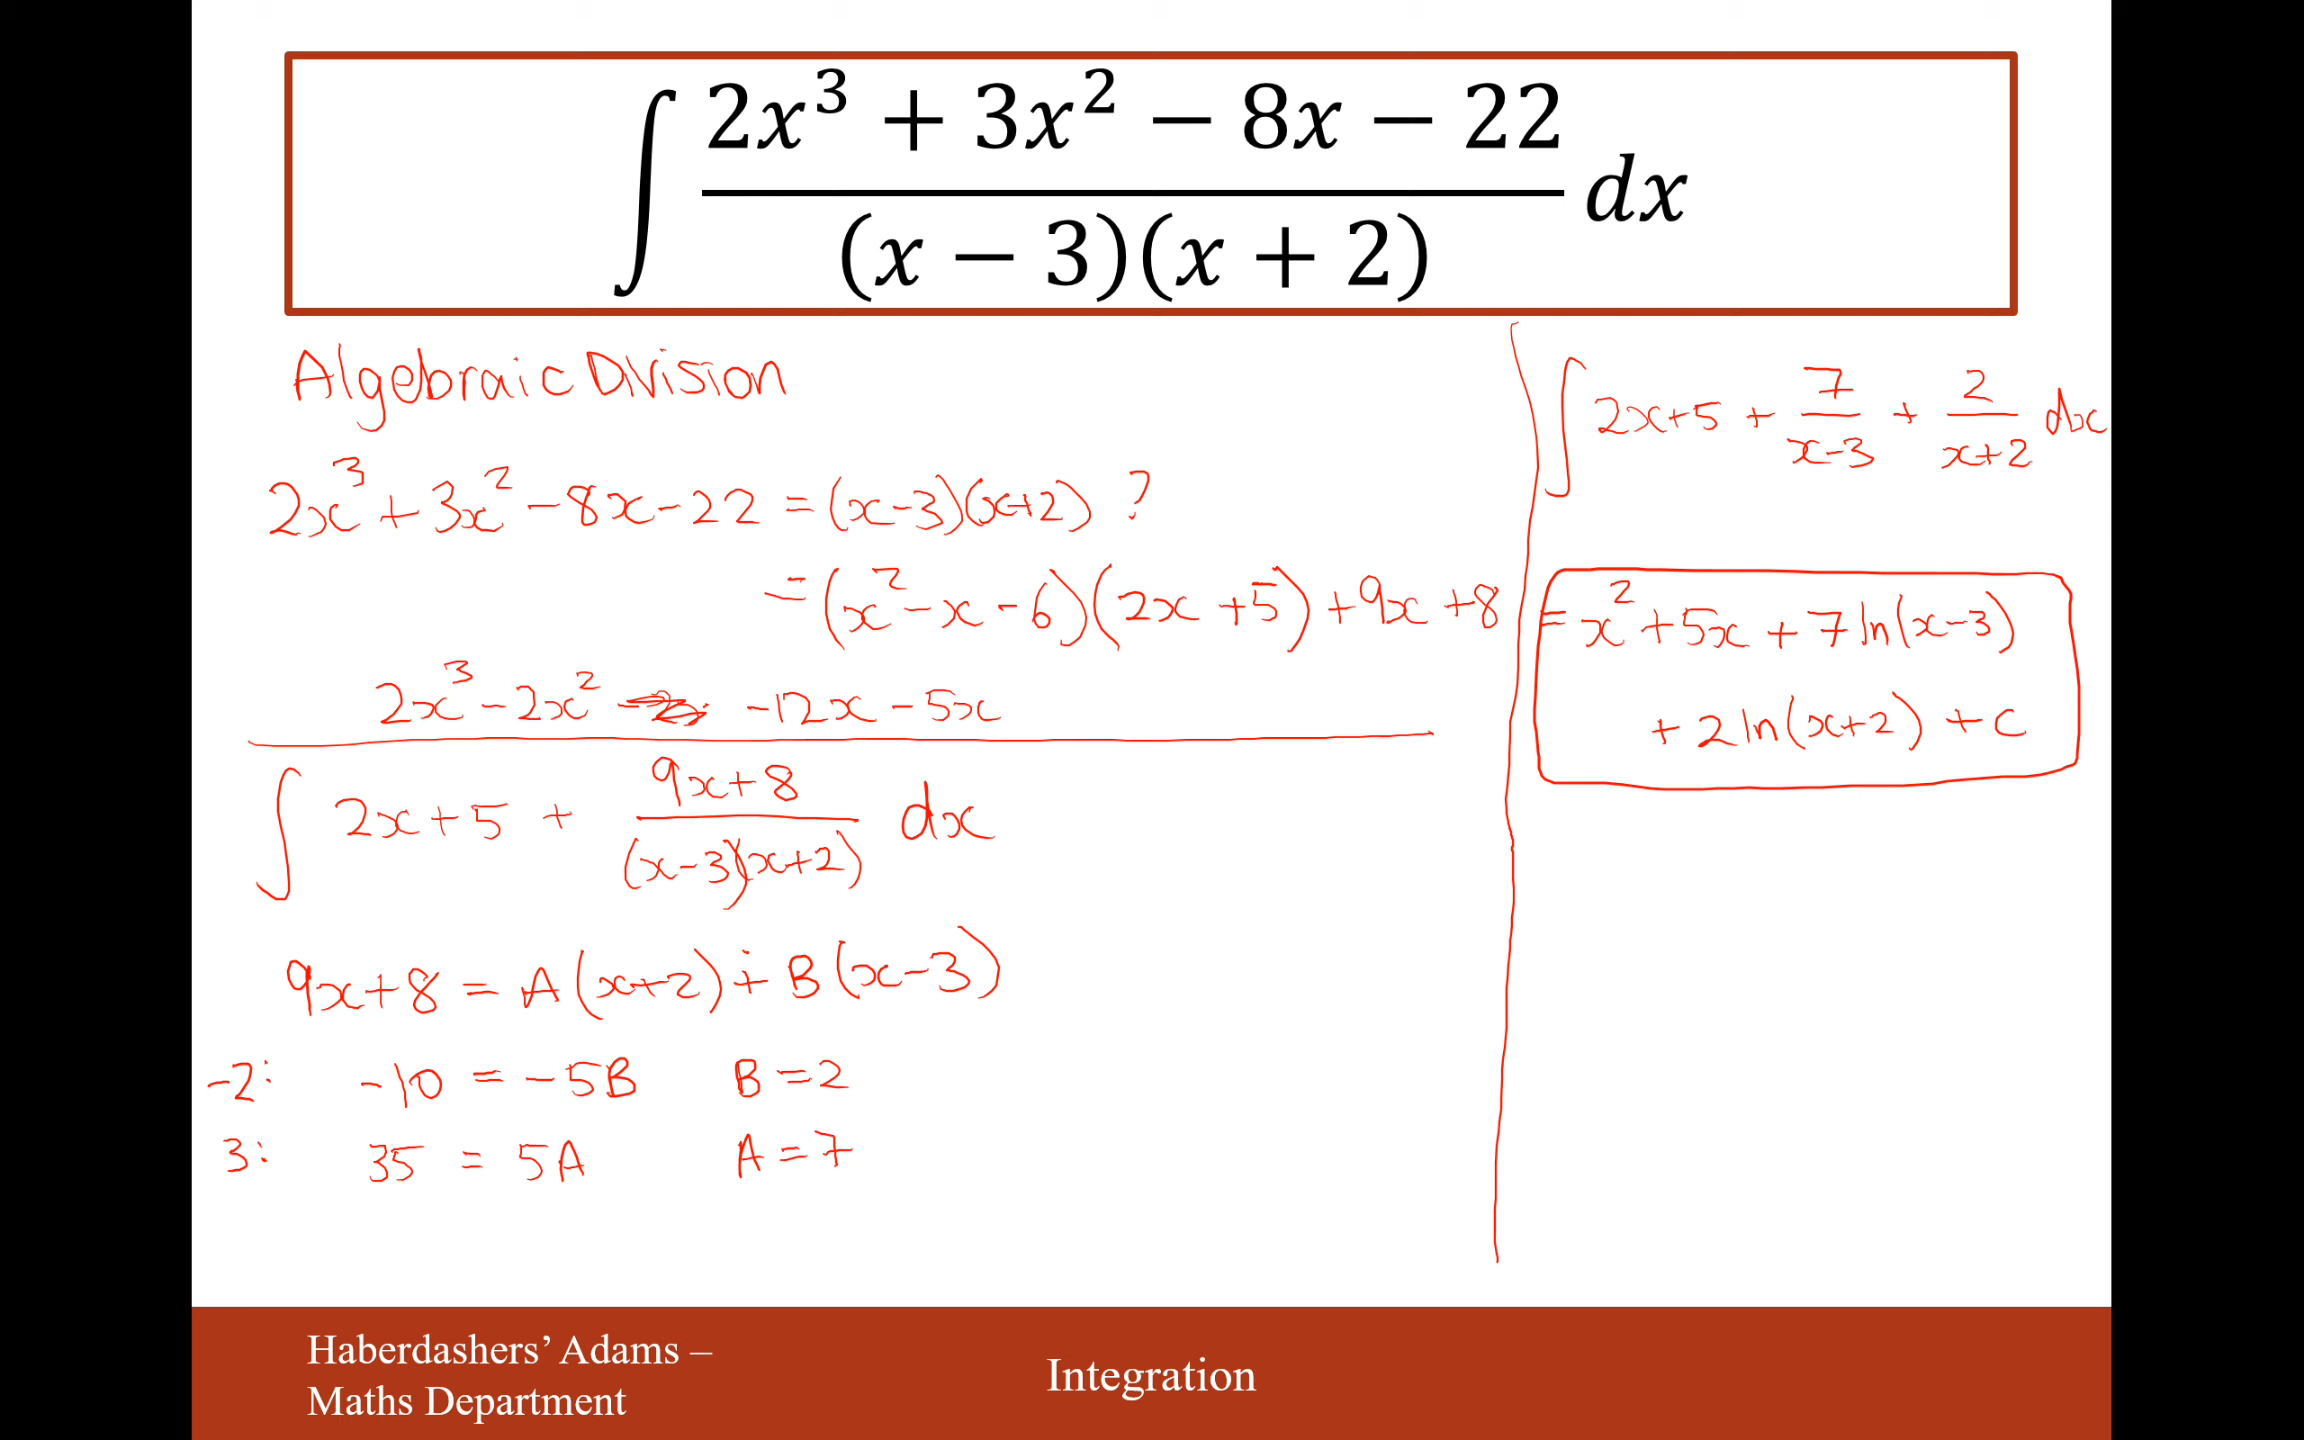 ∫ (2x³ + 3x² − 8x − 22)/((x − 3)(x + 2)) dx
Algebraic Division
2x³ + 3x² − 8x − 22 = (x−3)(x+2) ?
= (x² − x − 6)(2x + 5) + 9x + 8
2x³ − 2x² − 12x − 5x
∫ 2x+5 + (9x+8)/((x−3)(x+2)) dx
9x+8 = A(x+2) + B(x−3)
-2: -10 = -5B B = 2
3: 35 = 5A A = 7
∫ 2x+5 + 7/(x−3) + 2/(x+2) dx
= x² + 5x + 7 ln(x−3)
+ 2 ln(x+2) + c
Haberdashers’ Adams –
Maths Department
Integration